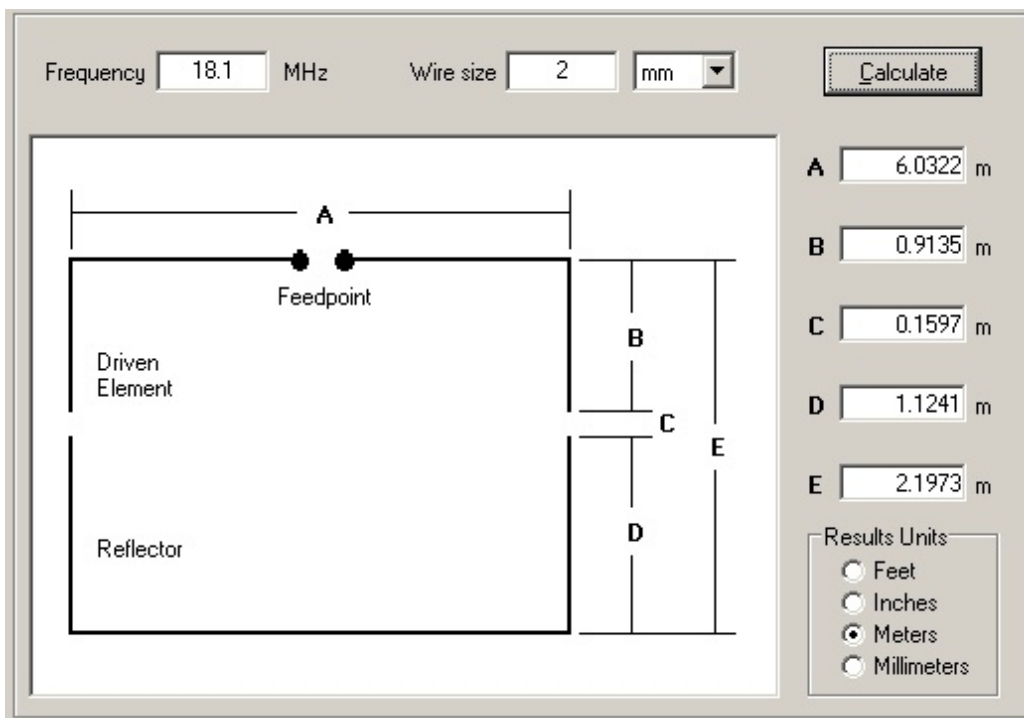 Frequency 18.1 MHz Wire size 2 mm Calculate
A
Feedpoint
Driven
Element
B
C
E
D
Reflector
A 6.0322 m
B 0.9135 m
C 0.1597 m
D 1.1241 m
E 2.1973 m
Results Units
Feet
Inches
Meters
Millimeters